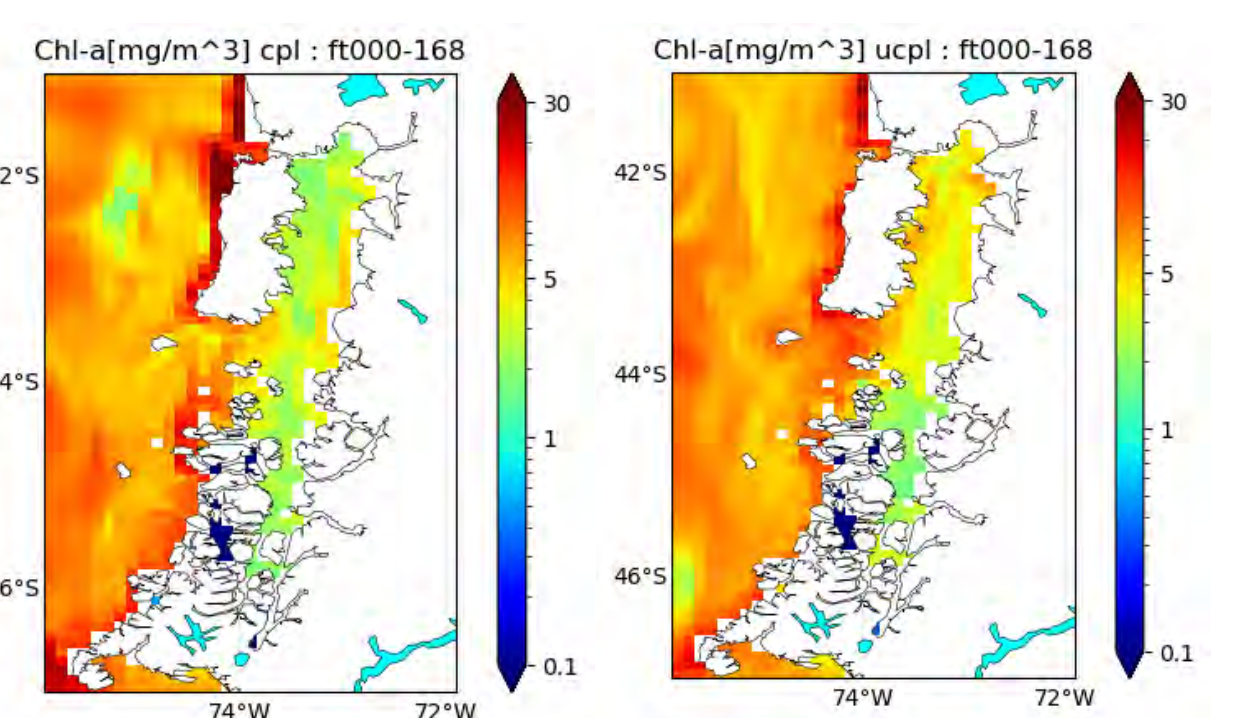 Chl-a[mg/m^3] cpl : ft000-168
30
5
1
0.1
2°S
4°S
6°S
74°W
72°W
Chl-a[mg/m^3] ucpl : ft000-168
30
5
1
0.1
42°S
44°S
46°S
74°W
72°W